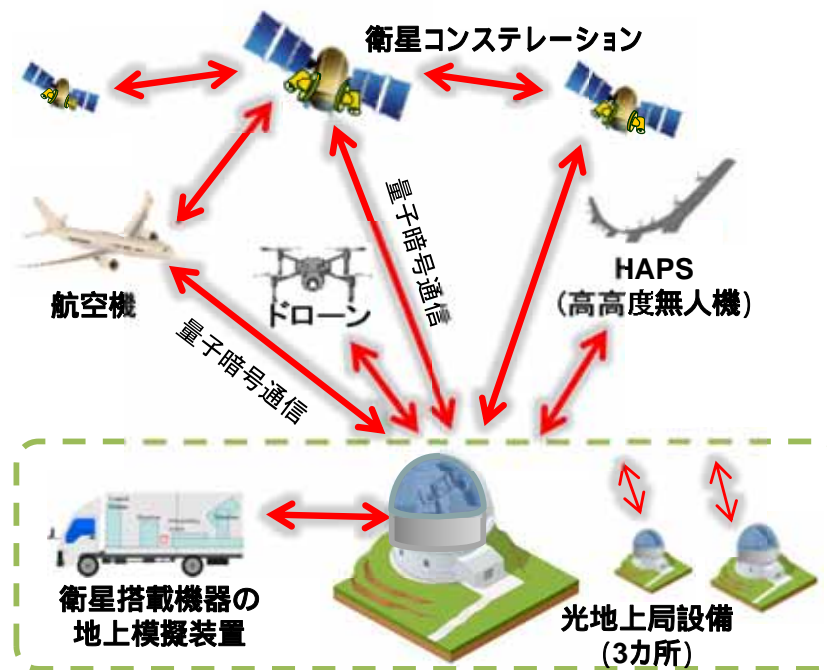 衛星コンステレーション
量子暗号通信
HAPS
(高高度無人機)
航空機
ドローン
量子暗号通信
衛星搭載機器の
地上模擬装置
光地上局設備
(3カ所)